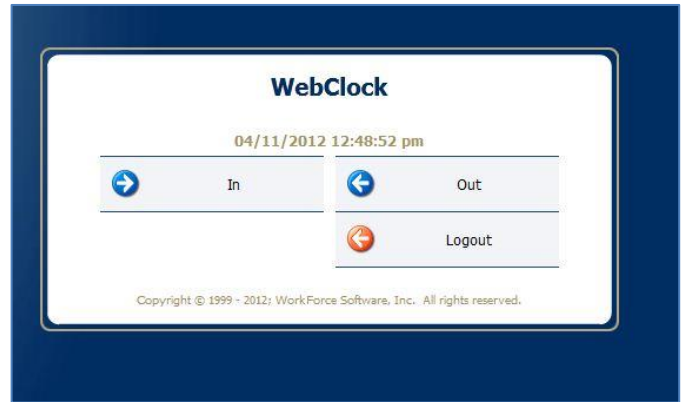 WebClock
04/11/2012 12:48:52 pm
In Out
Logout
Copyright © 1999 - 2012; WorkForce Software, Inc. All rights reserved.